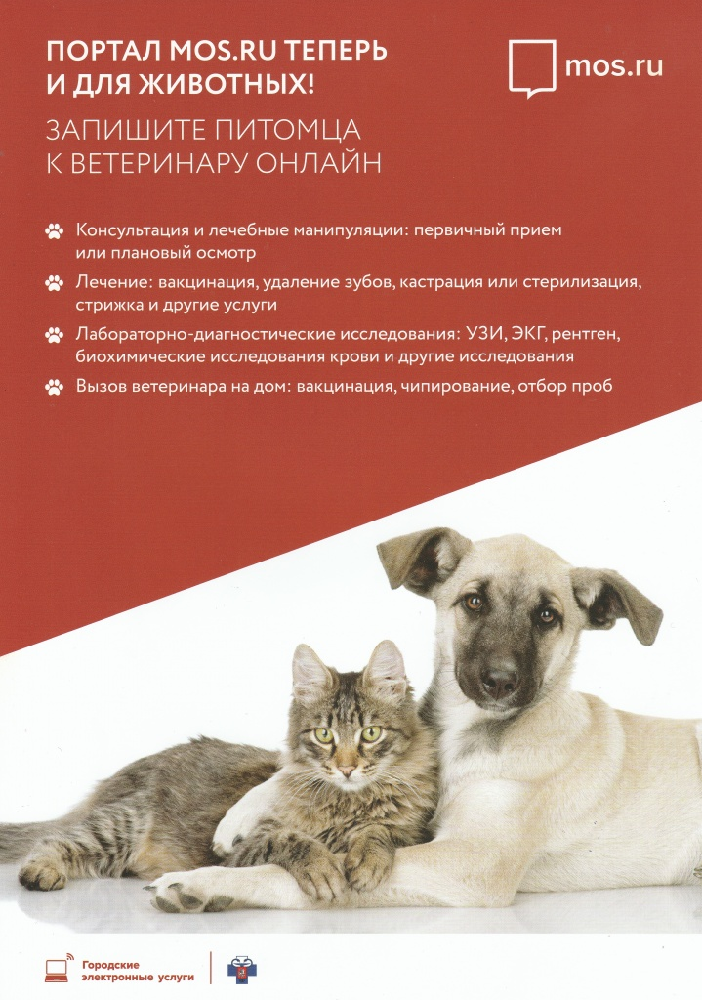 ПОРТАЛ MOS.RU ТЕПЕРЬ
И ДЛЯ ЖИВОТНЫХ!
mos.ru
ЗАПИШИТЕ ПИТОМЦА
К ВЕТЕРИНАРУ ОНЛАЙН
Консультация и лечебные манипуляции: первичный прием
или плановый осмотр
Лечение: вакцинация, удаление зубов, кастрация или стерилизация,
стрижка и другие услуги
Лабораторно-диагностические исследования: УЗИ, ЭКГ, рентген,
биохимические исследования крови и другие исследования
Вызов ветеринара на дом: вакцинация, чипирование, отбор проб
Городские
электронные услуги